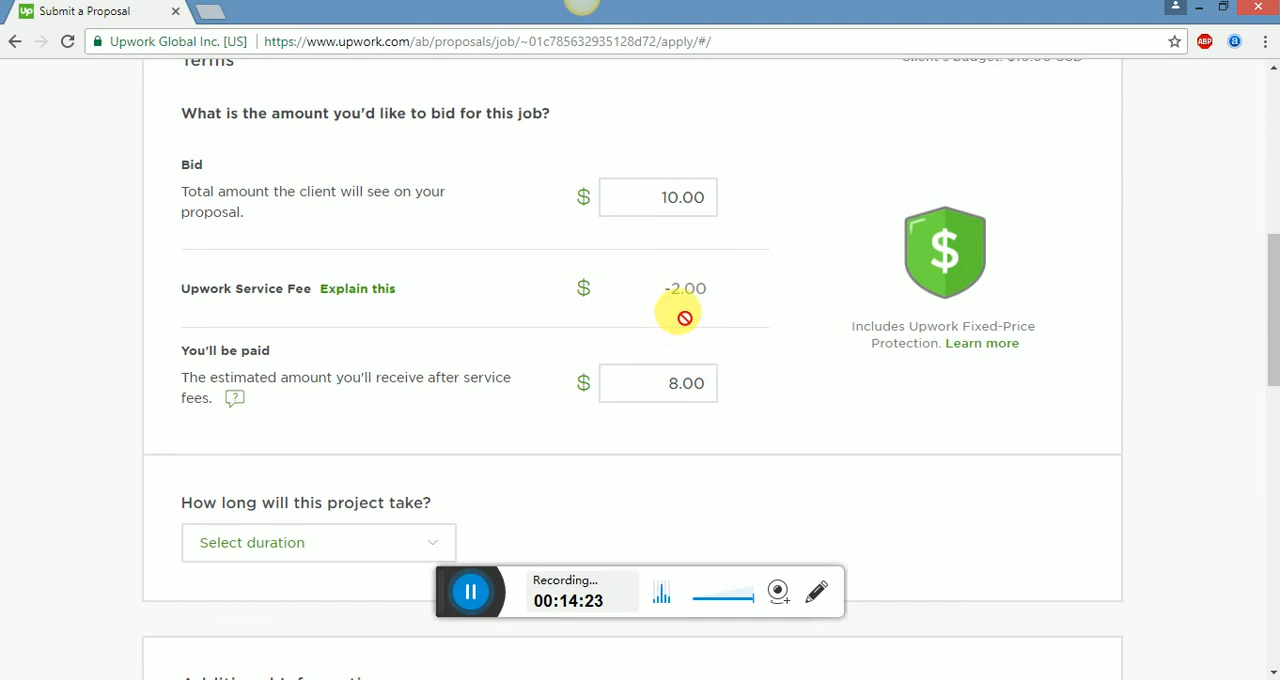 up Submit a Proposal
Upwork Global Inc. [US] https://www.upwork.com/ab/proposals/job/~01c785632935128d72/apply/#/
ABP a
Terms
Client's budget: $10.00 USD
What is the amount you'd like to bid for this job?
Bid
Total amount the client will see on your
proposal.
$ 10.00
Upwork Service Fee Explain this
$ -2.00
$
Includes Upwork Fixed-Price
Protection. Learn more
You'll be paid
The estimated amount you'll receive after service
fees. ?
$ 8.00
How long will this project take?
Select duration
Recording...
00:14:23